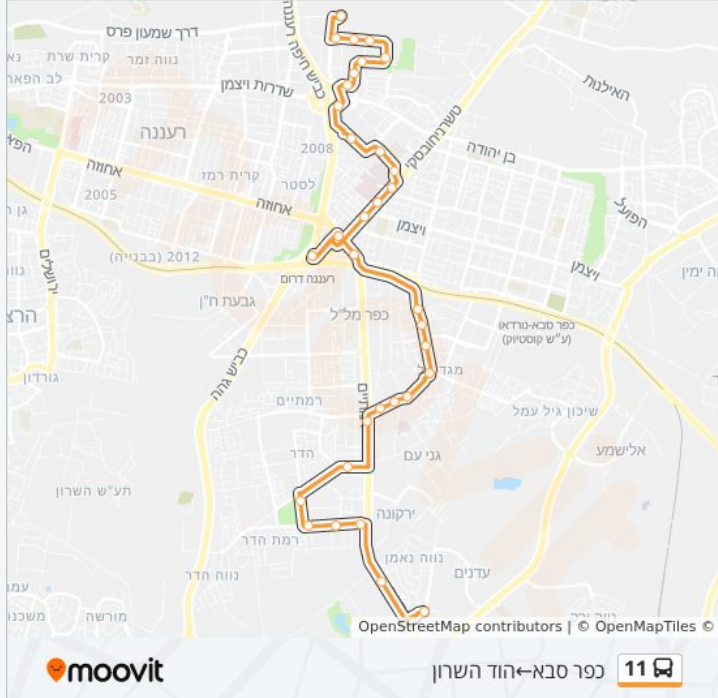 דרך שמעון פרס
כביש חיפה רעננה
קרית שרת
נווה זמר
לב הפארק
שדרות ויצמן
האילנות
2003
טשרניחובסקי
רעננה
2008
בן יהודה
אחוזה
קרית רמז
לסטר
2005
אחוזה
הפועל
ויצמן
2012 (בבנייה)
ירושלים
רעננה דרום
ויצמן
ימין
גבעת ח"ן
כפר מל"ל
כפר סבא-נורדאו
(ע"ש קוסטיוק)
כביש גהה
גורדון
רמתיים
שיכון גיל עמל
הדר
גני עם
אלישמע
תע"ש השרון
ירקונה
רמת הדר
נווה נאמן
נווה הדר
עדנים
מורשה
OpenStreetMap contributors | © OpenMapTiles ©
moovit
11 כפר סבא←הוד השרון